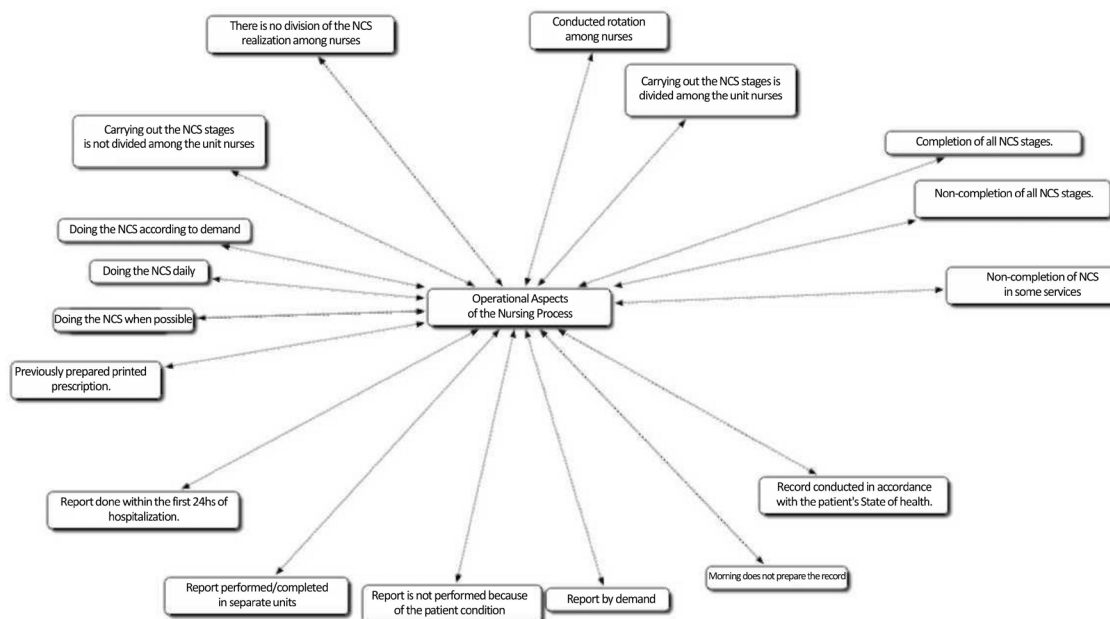 There is no division of the NCS
realization among nurses
Conducted rotation
among nurses
Carrying out the NCS stages is
divided among the unit nurses
Carrying out the NCS stages
is not divided among the unit nurses
Completion of all NCS stages.
Non-completion of all NCS stages.
Doing the NCS according to demand
Doing the NCS daily
Non-completion of NCS
in some services
Operational Aspects
of the Nursing Process
Doing the NCS when possible
Previously prepared printed
prescription.
Report done within the first 24hs of
hospitalization.
Record conducted in accordance
with the patient's State of health.
Morning does not prepare the record
Report performed/completed
in separate units
Report is not performed because
of the patient condition
Report by demand